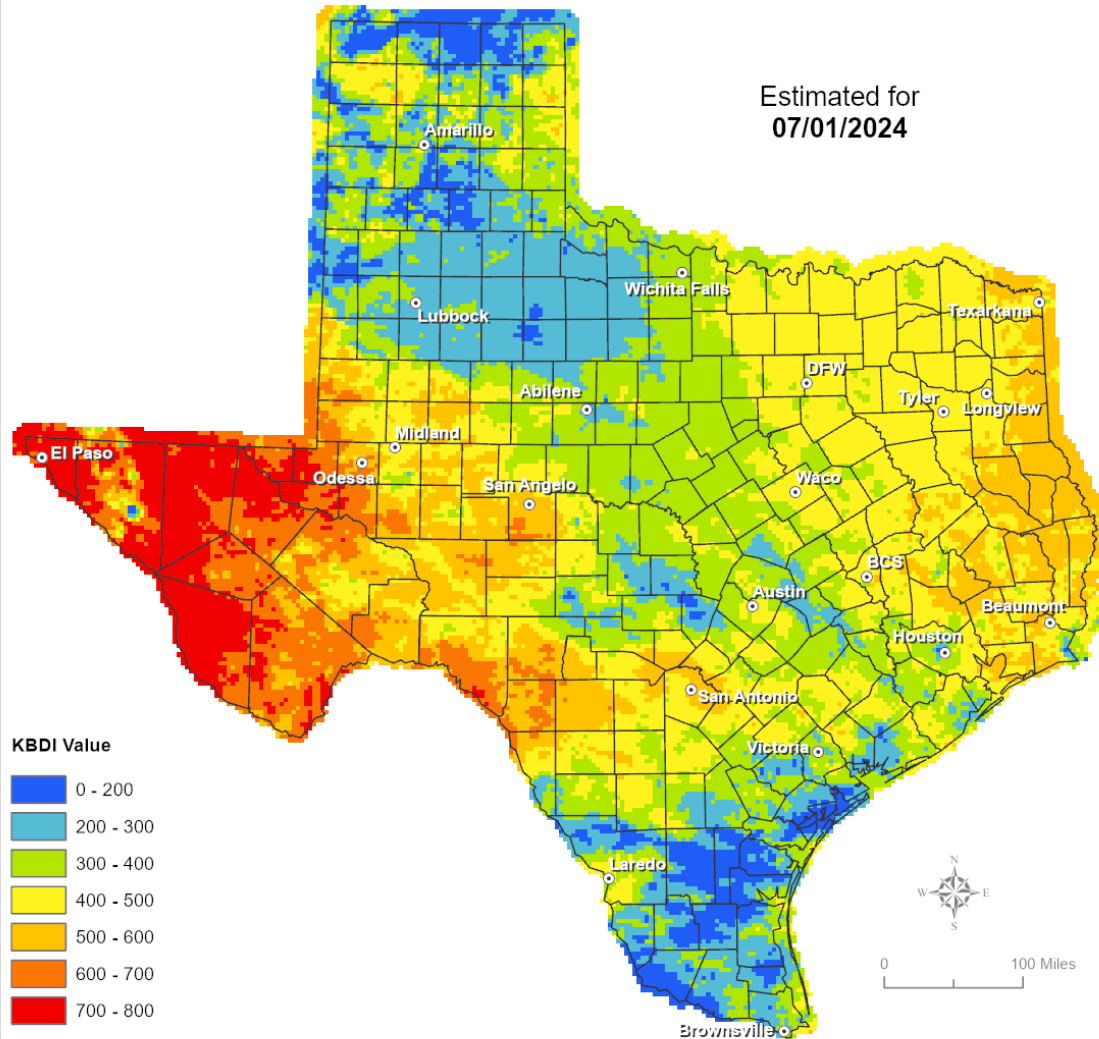 Estimated for
07/01/2024
Amarillo
Wichita Falls
Lubbock
Texarkana
DFW
Abilene
Tyler
Longview
Midland
El Paso
Odessa
San Angelo
Waco
BCS
Austin
Beaumont
Houston
San Antonio
Victoria
KBDI Value
0 - 200
200 - 300
300 - 400
400 - 500
500 - 600
600 - 700
700 - 800
Laredo
N
W
E
S
0
100 Miles
Brownsville